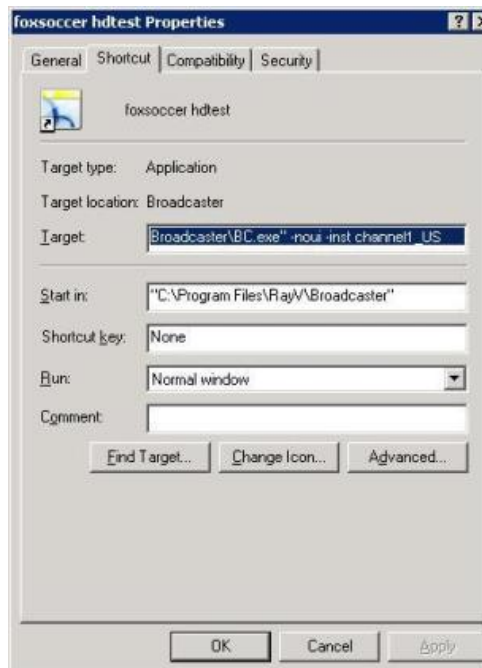 foxsoccer hdtest Properties
General Shortcut Compatibility Security
foxsoccer hdtest
Target type: Application
Target location: Broadcaster
Target: Broadcaster\BC.exe" -noui -inst channel1_US
Start in: "C:\Program Files\RayV\Broadcaster"
Shortcut key: None
Run: Normal window
Comment:
Find Target... Change Icon... Advanced...
OK Cancel Apply